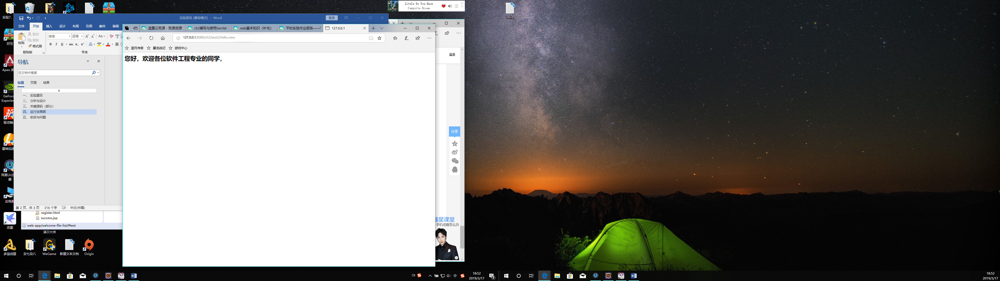 实验7、
好压
Apex 英
GeForc
Experien
驱动精
雷神加速
网易UU加
器
此电脑
迅雷
演示大师
多益战盟
杂七杂八
WeGame
新建文本文档
Origin
实验报告 [兼容模式] - Word
登录
文件 开始 插入 设计 布局 引用 邮件 审阅
粘贴
剪切
复制
格式刷
剪贴板
宋体 四号
字体
导航
在文档中搜索
标题 页面 结果
一、 实验题目
二、 分析与设计
三、 关键源码（部分）
四、 运行效果图
五、 收获与问题
第 2 页，共 3 页 316 个字 中文(中国)
register.html
success.jsp
web-app/welcome-file-list/#text
蓝墨云班课 - 班课资源
ch2编写与使用Servlet
web基本知识（补充）
平时实验作业报告——
127.0.0.1
127.0.0.1:8080/ch2/test2/Hello.view
蓝月传奇 屠龙战记 游戏中心
您好，欢迎各位软件工程专业的同学，
Little Do You Know
Campsite Dream
登录
分享
懂星课堂
手机成瘾怎么办
hello
CH
中
18:52
2019/3/17
3
18:52
2019/3/17